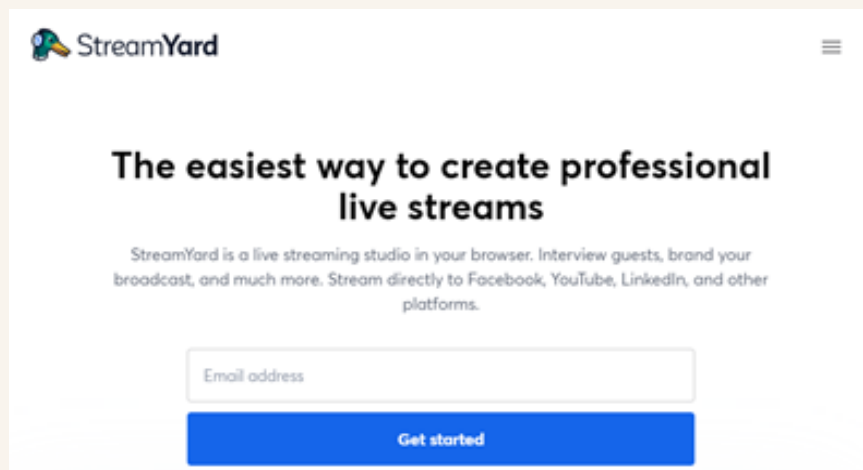 StreamYard
The easiest way to create professional
live streams
StreamYard is a live streaming studio in your browser. Interview guests, brand your
broadcast, and much more. Stream directly to Facebook, YouTube, LinkedIn, and other
platforms.
Email address
Get started